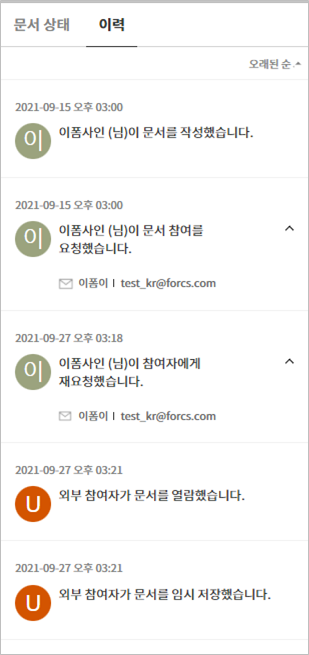 문서 상태 이력
오래된 순
2021-09-15 오후 03:00
이
이폼사인 (님)이 문서를 작성했습니다.
2021-09-15 오후 03:00
이
이폼사인 (님)이 문서 참여를
요청했습니다.
이폼이 | test_kr@forcs.com
2021-09-27 오후 03:18
이
이폼사인 (님)이 참여자에게
재요청했습니다.
이폼이 | test_kr@forcs.com
2021-09-27 오후 03:21
U
외부 참여자가 문서를 열람했습니다.
2021-09-27 오후 03:21
U
외부 참여자가 문서를 임시 저장했습니다.